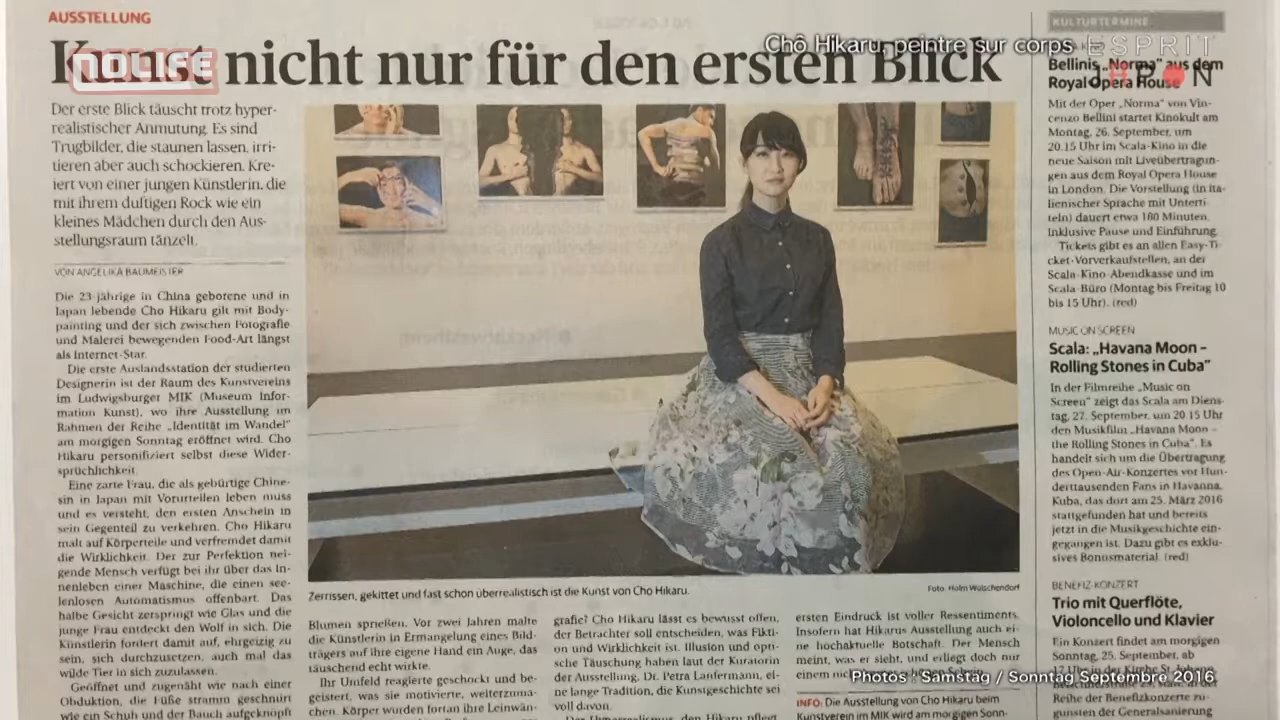 AUSSTELLUNG
Kunst nicht nur für den ersten Blick
NOLIFE
Chô Hikaru, peintre sur corps
ESPRIT
JAPON
Der erste Blick täuscht trotz hyper-
realistischer Anmutung. Es sind
Trugbilder, die staunen lassen, irri-
tieren aber auch schockieren. Kre-
iert von einer jungen Künstlerin, die
mit ihrem duftigen Rock wie ein
kleines Mädchen durch den Aus-
stellungsraum tänzelt.
VON ANGELIKA BAUMEISTER
Die 23-jährige in China geborene und in
Japan lebende Cho Hikaru gilt mit Body-
painting und der sich zwischen Fotografie
und Malerei bewegenden Food-Art längst
als Internet-Star.
Die erste Auslandsstation der studierten
Designerin ist der Raum des Kunstvereins
im Ludwigsburger MIK (Museum Infor-
mation Kunst), wo ihre Ausstellung im
Rahmen der Reihe „Identität im Wandel"
am morgigen Sonntag eröffnet wird. Cho
Hikaru personifiziert selbst diese Wider-
sprüchlichkeit.
Eine zarte Frau, die als gebürtige Chine-
sin in Japan mit Vorurteilen leben muss
und es versteht, den ersten Anschein in
sein Gegenteil zu verkehren. Cho Hikaru
malt auf Körperteile und verfremdet damit
die Wirklichkeit. Der zur Perfektion nei-
gende Mensch verfügt bei ihr über das In-
nenleben einer Maschine, die einen see-
lenlosen Automatismus offenbart. Das
halbe Gesicht zerspringt wie Glas und die
junge Frau entdeckt den Wolf in sich. Die
Künstlerin fordert damit auf, ehrgeizig zu
sein, sich durchzusetzen, auch mal das
wilde Tier in sich zuzulassen.
Geöffnet und zugenäht wie nach einer
Obduktion, die Füße stramm geschnürt
wie ein Schuh und der Bauch aufgeknöpft
Zerrissen, gekittet und fast schon überrealistisch ist die Kunst von Cho Hikaru.
Foto: Holm Wolschendorf
Blumen sprießen. Vor zwei Jahren malte
die Künstlerin in Ermangelung eines Bild-
trägers auf ihre eigene Hand ein Auge, das
täuschend echt wirkte.
Ihr Umfeld reagierte geschockt und be-
geistert, was sie motivierte, weiterzuma-
chen. Körper wurden fortan ihre Leinwän-
grafie? Cho Hikaru lässt es bewusst offen,
der Betrachter soll entscheiden, was Fikti-
on und Wirklichkeit ist. Illusion und opti-
sche Täuschung haben laut der Kuratorin
der Ausstellung, Dr. Petra Lanfermann, ei-
ne lange Tradition, die Kunstgeschichte sei
voll davon.
Der Hyperrealismus, den Hikaru pflegt
ersten Eindruck ist voller Ressentiments.
Insofern hat Hikarus Ausstellung auch ei-
ne hochaktuelle Botschaft. Der Mensch
meint, was er sieht, und erliegt doch nur
einem
INFO: Die Ausstellung von Cho Hikaru beim
Kunstverein im MIK wird am morgigen Sonn-
KULTURTERMINE
Bellinis „Norma" aus dem
Royal Opera House
Mit der Oper „Norma" von Vin-
cenzo Bellini startet Kinokult am
Montag, 26. September, um
20.15 Uhr im Scala-Kino in die
neue Saison mit Liveübertragun-
gen aus dem Royal Opera House
in London. Die Vorstellung (in ita-
lienischer Sprache mit Unterti-
teln) dauert etwa 180 Minuten,
inklusive Pause und Einführung.
Tickets gibt es an allen Easy-Ti-
cket-Vorverkaufstellen, an der
Scala-Kino-Abendkasse und im
Scala-Büro (Montag bis Freitag 10
bis 15 Uhr). (red)
MUSIC ON SCREEN
Scala: „Havana Moon –
Rolling Stones in Cuba"
In der Filmreihe „Music on
Screen" zeigt das Scala am Diens-
tag, 27. September, um 20.15 Uhr
den Musikfilm „Havana Moon –
the Rolling Stones in Cuba". Es
handelt sich um die Übertragung
des Open-Air-Konzertes vor Hun-
derttausenden Fans in Havanna,
Kuba, das dort am 25. März 2016
stattgefunden hat und bereits
jetzt in die Musikgeschichte ein-
gegangen ist. Dazu gibt es exklu-
sives Bonusmaterial. (red)
BENEFIZ-KONZERT
Trio mit Querflöte,
Violoncello und Klavier
Ein Konzert findet am morgigen
Sonntag, 25. September, ab
17 Uhr in der Kirche St. Johann
Photos : Samstag / Sonntag Septembre 2016
Reihe der Benefizkonzerte zu-
gunsten der Generalsanierung